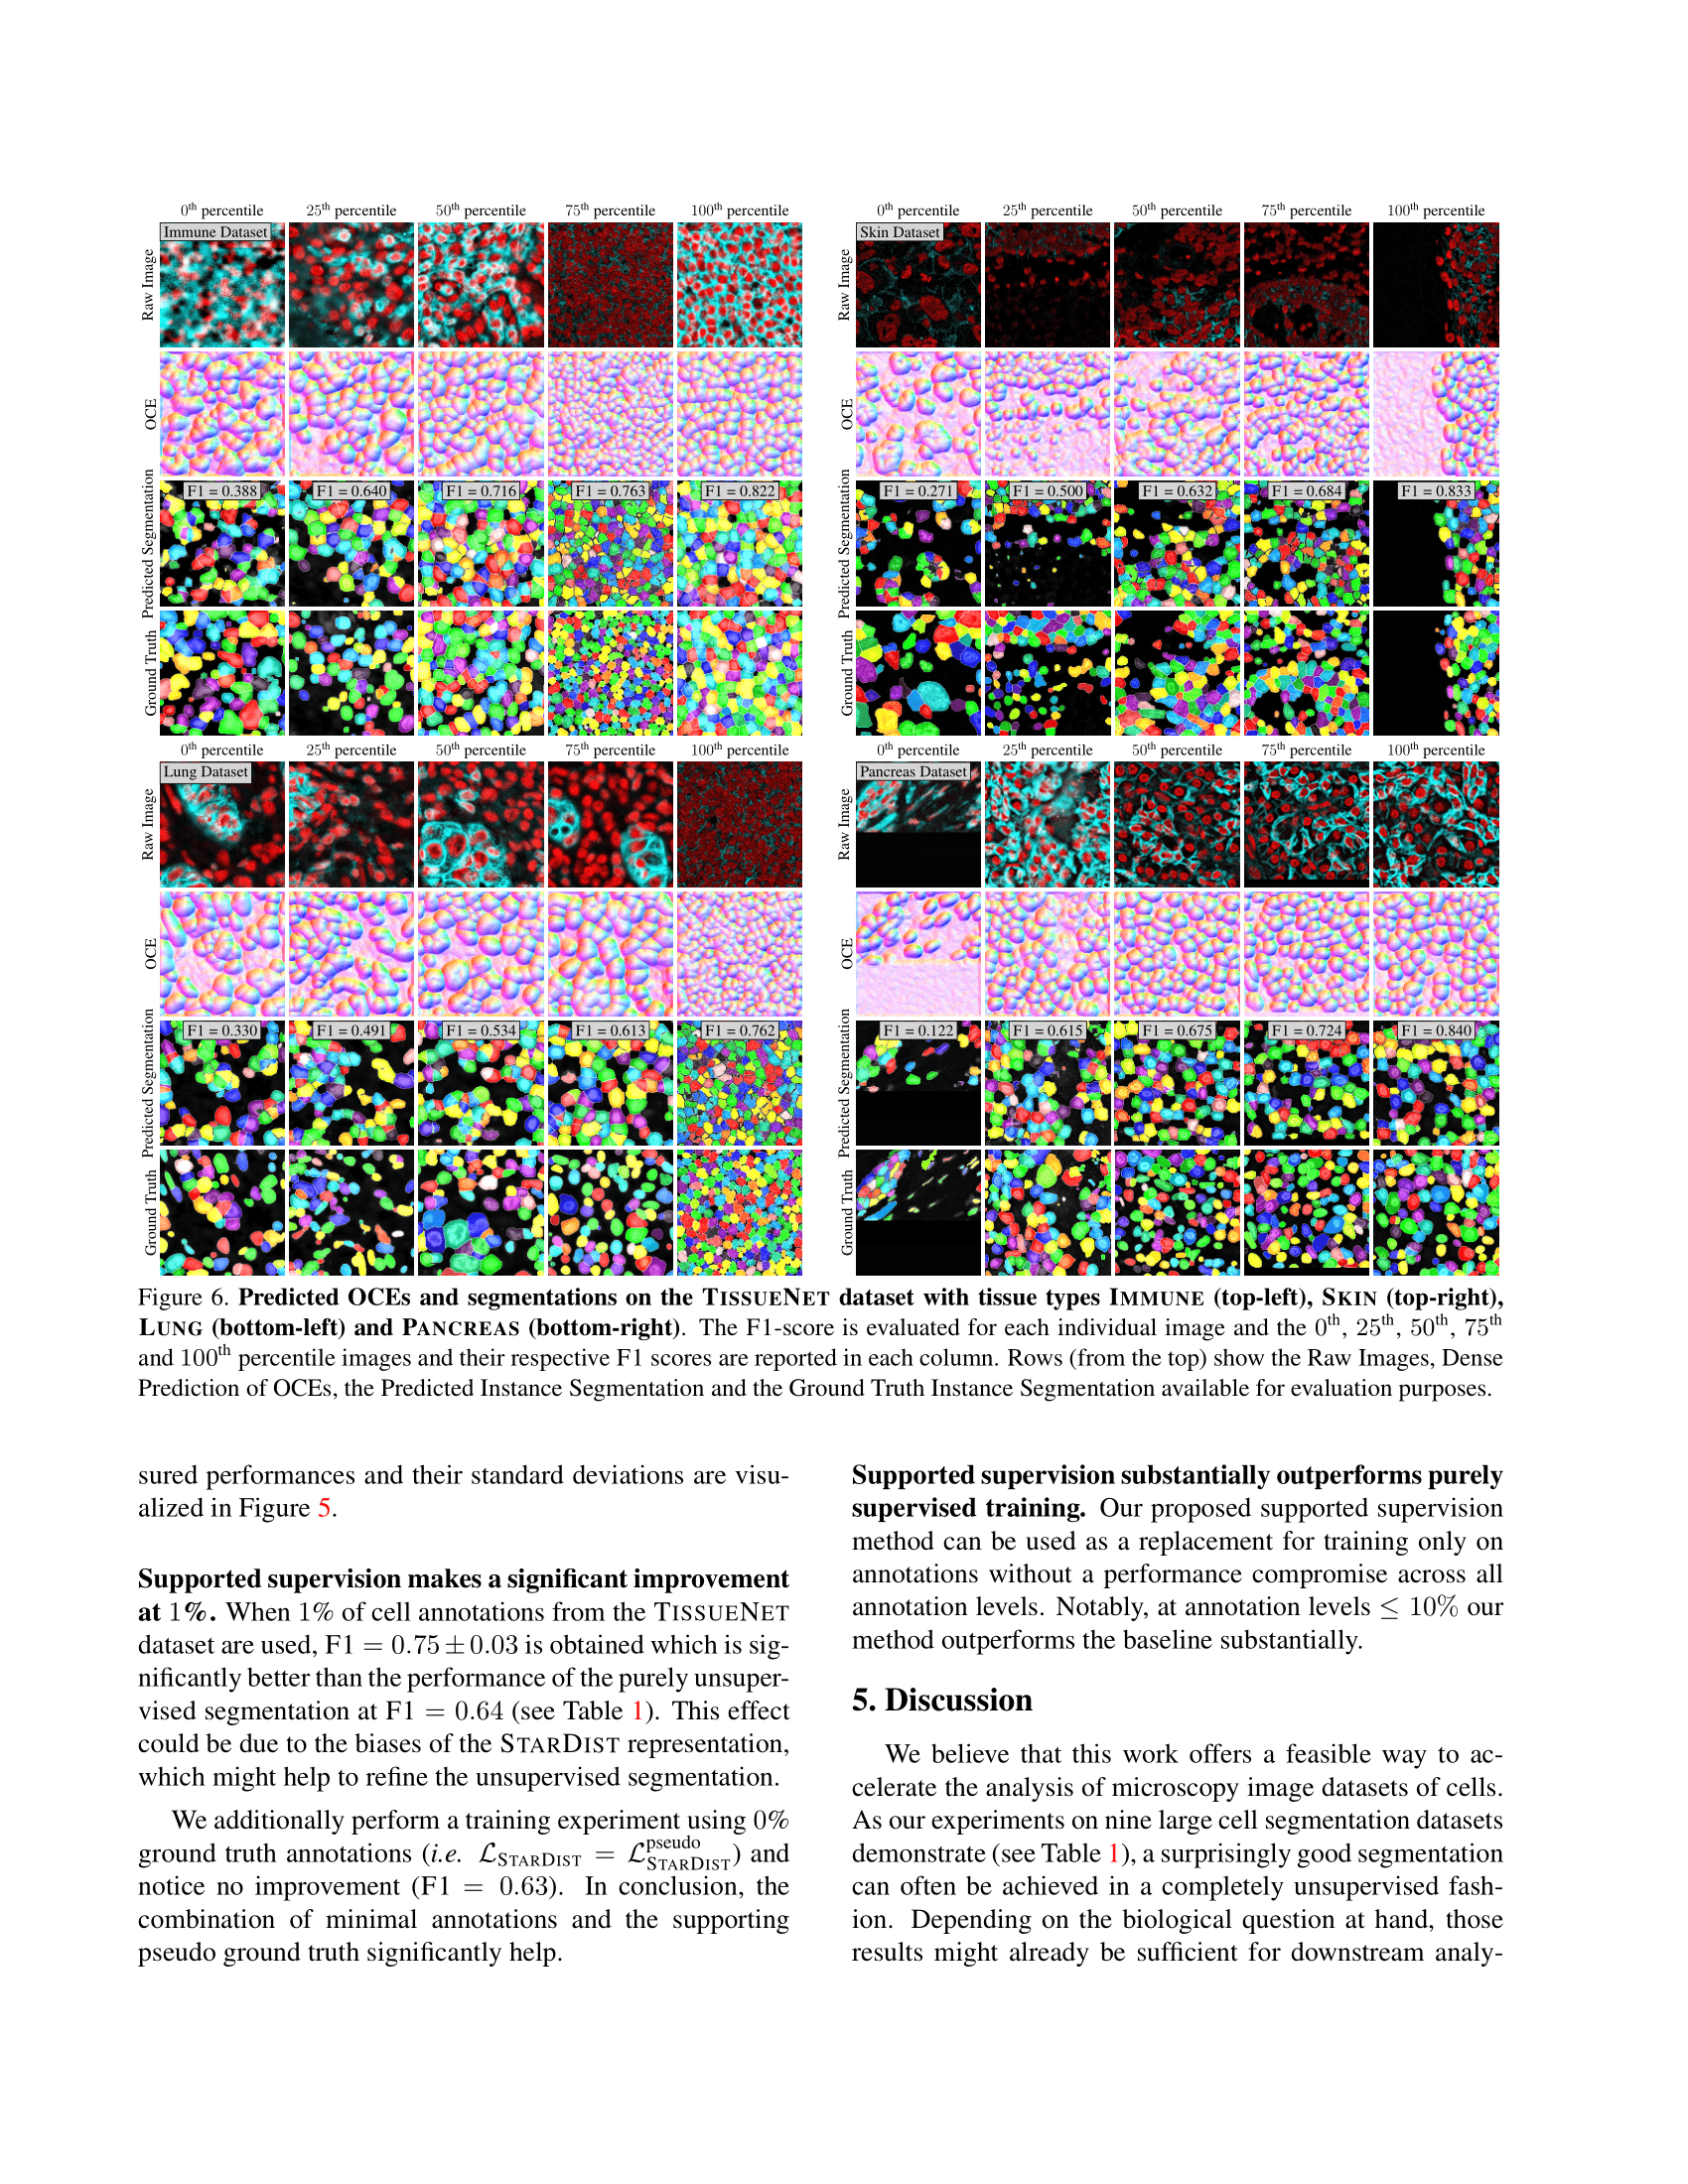 0th percentile 25th percentile 50th percentile 75th percentile 100th percentile
Raw Image
Immune Dataset
OCE
Predicted Segmentation
F1 = 0.388 F1 = 0.640 F1 = 0.716 F1 = 0.763 F1 = 0.822
Ground Truth
0th percentile 25th percentile 50th percentile 75th percentile 100th percentile
Raw Image
Skin Dataset
OCE
Predicted Segmentation
F1 = 0.271 F1 = 0.500 F1 = 0.632 F1 = 0.684 F1 = 0.833
Ground Truth
0th percentile 25th percentile 50th percentile 75th percentile 100th percentile
Raw Image
Lung Dataset
OCE
Predicted Segmentation
F1 = 0.330 F1 = 0.491 F1 = 0.534 F1 = 0.613 F1 = 0.762
Ground Truth
0th percentile 25th percentile 50th percentile 75th percentile 100th percentile
Raw Image
Pancreas Dataset
OCE
Predicted Segmentation
F1 = 0.122 F1 = 0.615 F1 = 0.675 F1 = 0.724 F1 = 0.840
Ground Truth
Figure 6. Predicted OCEs and segmentations on the TISSUENET dataset with tissue types IMMUNE (top-left), SKIN (top-right),
LUNG (bottom-left) and PANCREAS (bottom-right). The F1-score is evaluated for each individual image and the 0th, 25th, 50th, 75th
and 100th percentile images and their respective F1 scores are reported in each column. Rows (from the top) show the Raw Images, Dense
Prediction of OCEs, the Predicted Instance Segmentation and the Ground Truth Instance Segmentation available for evaluation purposes.
sured performances and their standard deviations are visu-
alized in Figure 5.
Supported supervision makes a significant improvement
at 1%. When 1% of cell annotations from the TISSUENET
dataset are used, F1 = 0.75 ± 0.03 is obtained which is sig-
nificantly better than the performance of the purely unsuper-
vised segmentation at F1 = 0.64 (see Table 1). This effect
could be due to the biases of the STARDIST representation,
which might help to refine the unsupervised segmentation.
We additionally perform a training experiment using 0%
ground truth annotations (i.e. ℒ_STARDIST = ℒ^pseudo_STARDIST) and
notice no improvement (F1 = 0.63). In conclusion, the
combination of minimal annotations and the supporting
pseudo ground truth significantly help.
Supported supervision substantially outperforms purely
supervised training. Our proposed supported supervision
method can be used as a replacement for training only on
annotations without a performance compromise across all
annotation levels. Notably, at annotation levels ≤ 10% our
method outperforms the baseline substantially.
5. Discussion
We believe that this work offers a feasible way to ac-
celerate the analysis of microscopy image datasets of cells.
As our experiments on nine large cell segmentation datasets
demonstrate (see Table 1), a surprisingly good segmentation
can often be achieved in a completely unsupervised fash-
ion. Depending on the biological question at hand, those
results might already be sufficient for downstream analy-